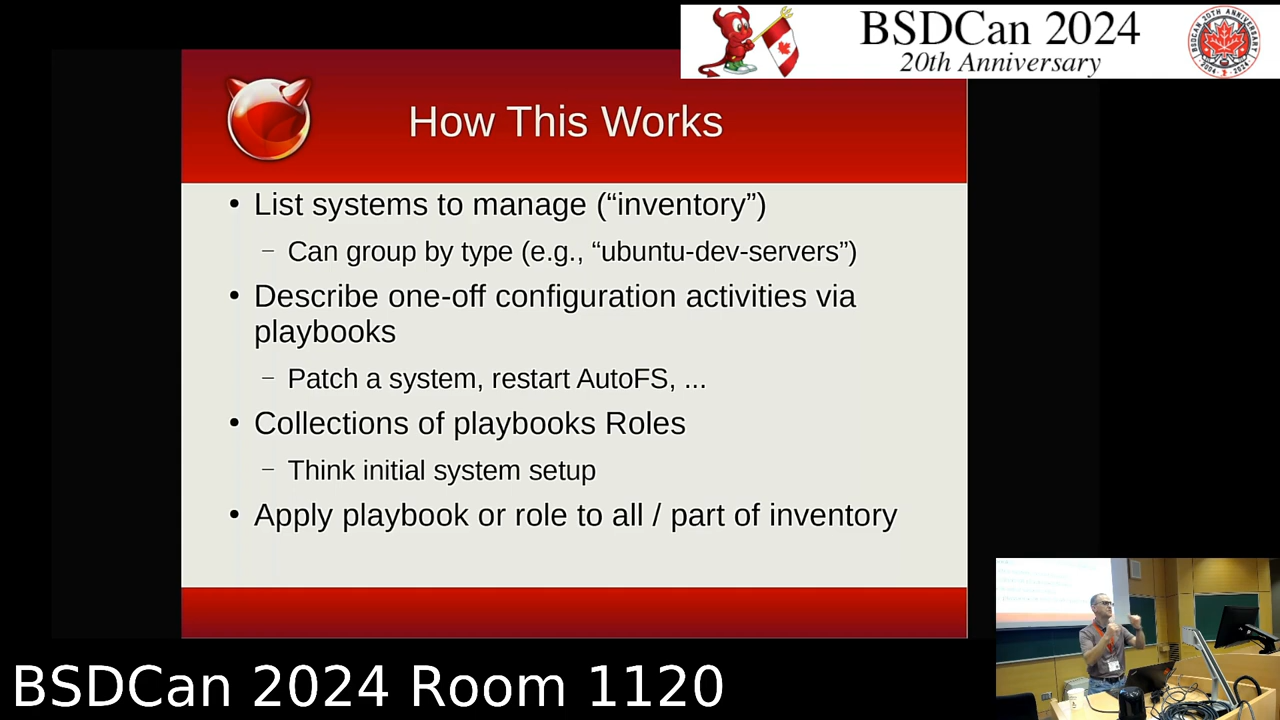 BSDCan 2024
20th Anniversary
How This Works
• List systems to manage (“inventory”)
– Can group by type (e.g., “ubuntu-dev-servers”)
• Describe one-off configuration activities via
playbooks
– Patch a system, restart AutoFS, ...
• Collections of playbooks Roles
– Think initial system setup
• Apply playbook or role to all / part of inventory
BSDCan 2024 Room 1120